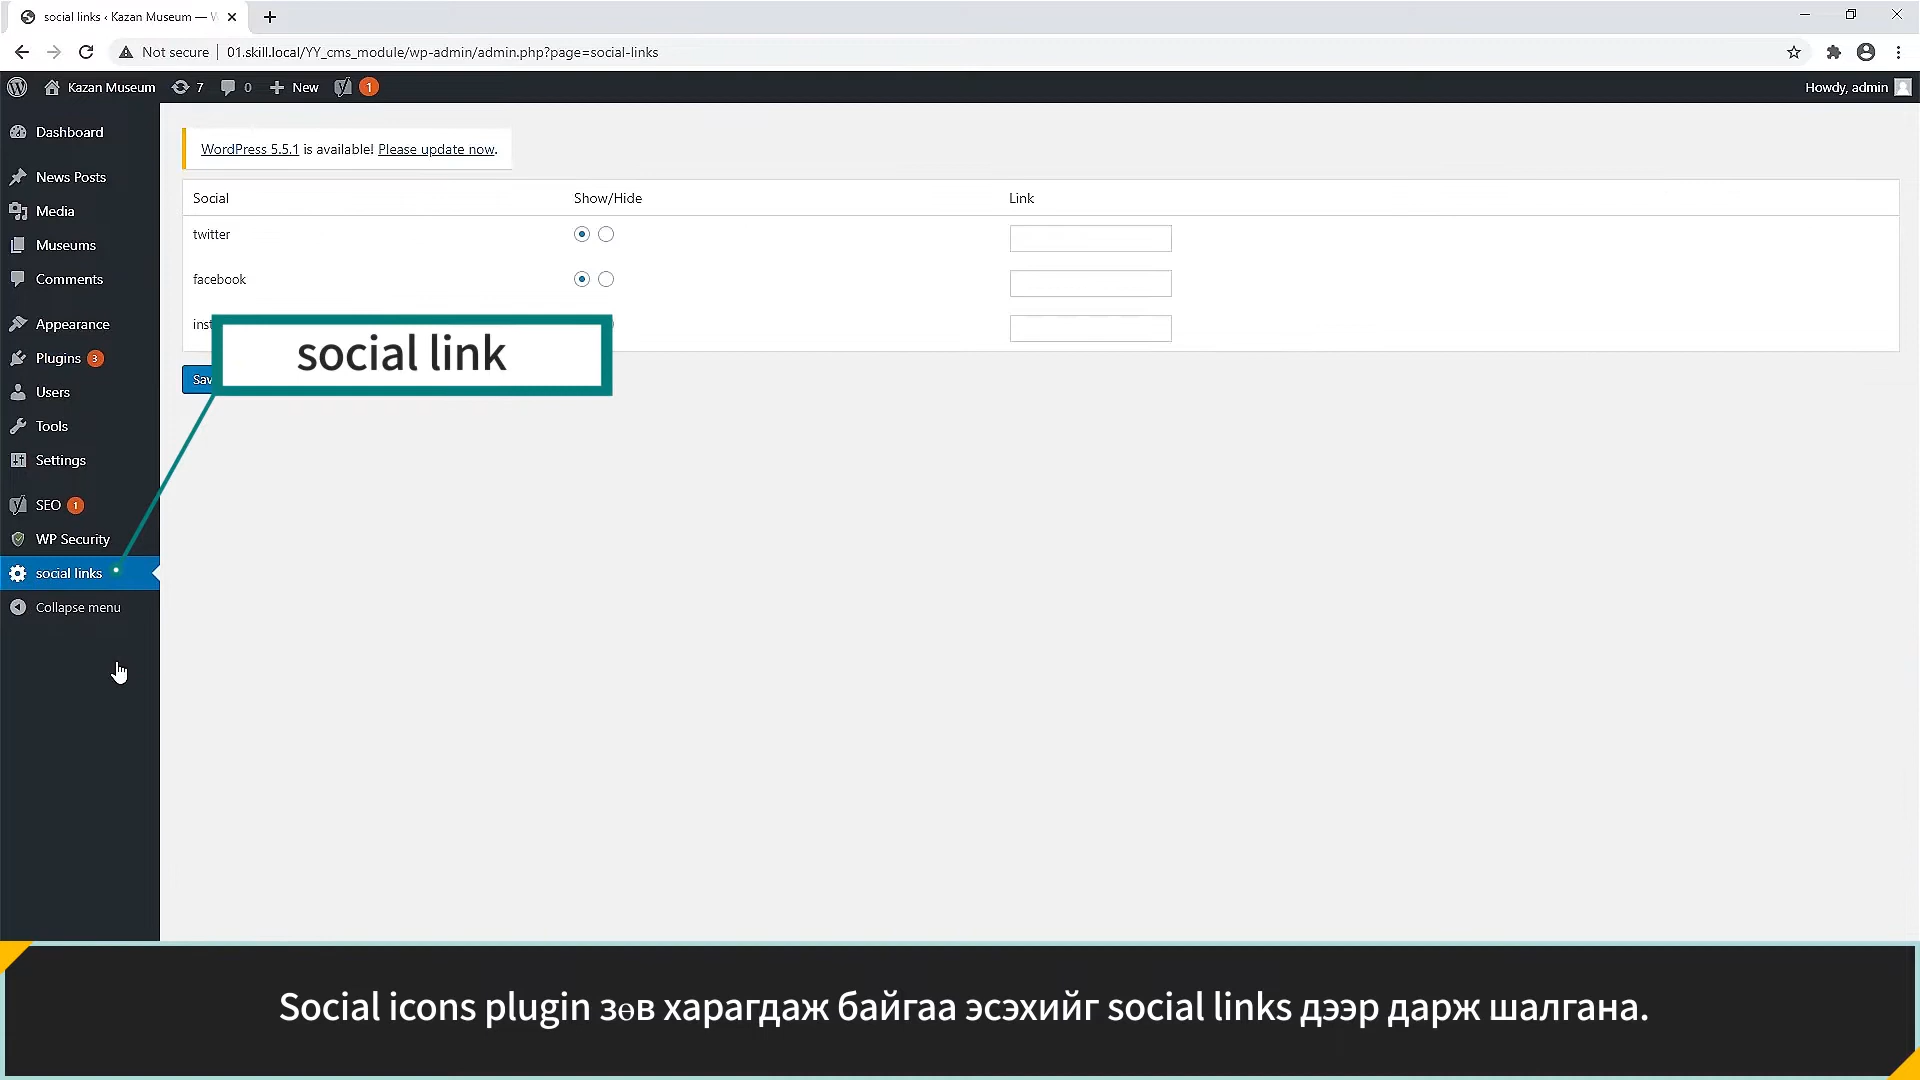 social links ‹ Kazan Museum — W
Not secure
01.skill.local/YY_cms_module/wp-admin/admin.php?page=social-links
Kazan Museum
7
0
New
1
Howdy, admin
Dashboard
News Posts
Media
Museums
Comments
Appearance
Plugins 3
Users
Tools
Settings
SEO 1
WP Security
social links
Collapse menu
WordPress 5.5.1 is available! Please update now.
Social Show/Hide Link
twitter
facebook
inst
social link
Sav
Social icons plugin зөв харагдаж байгаа эсэхийг social links дээр дарж шалгана.